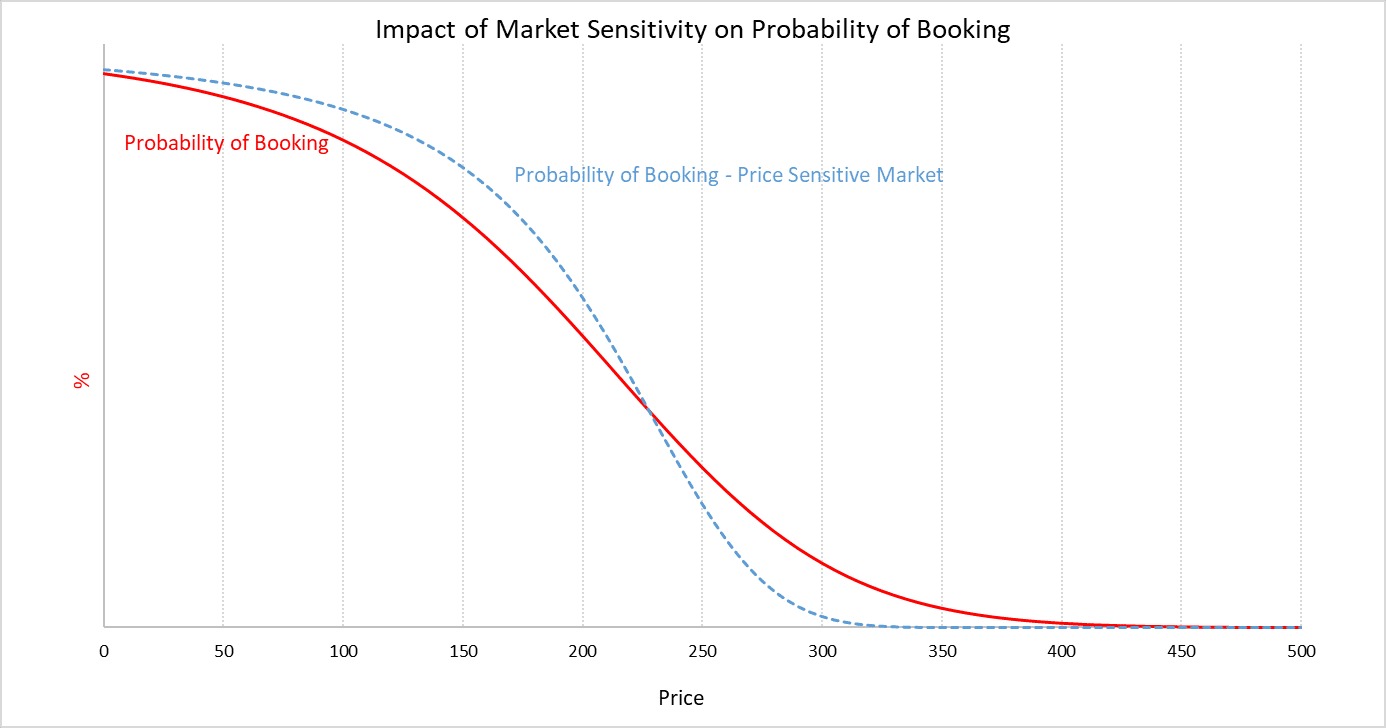 Impact of Market Sensitivity on Probability of Booking
Probability of Booking
Probability of Booking - Price Sensitive Market
%
0 50 100 150 200 250 300 350 400 450 500
Price